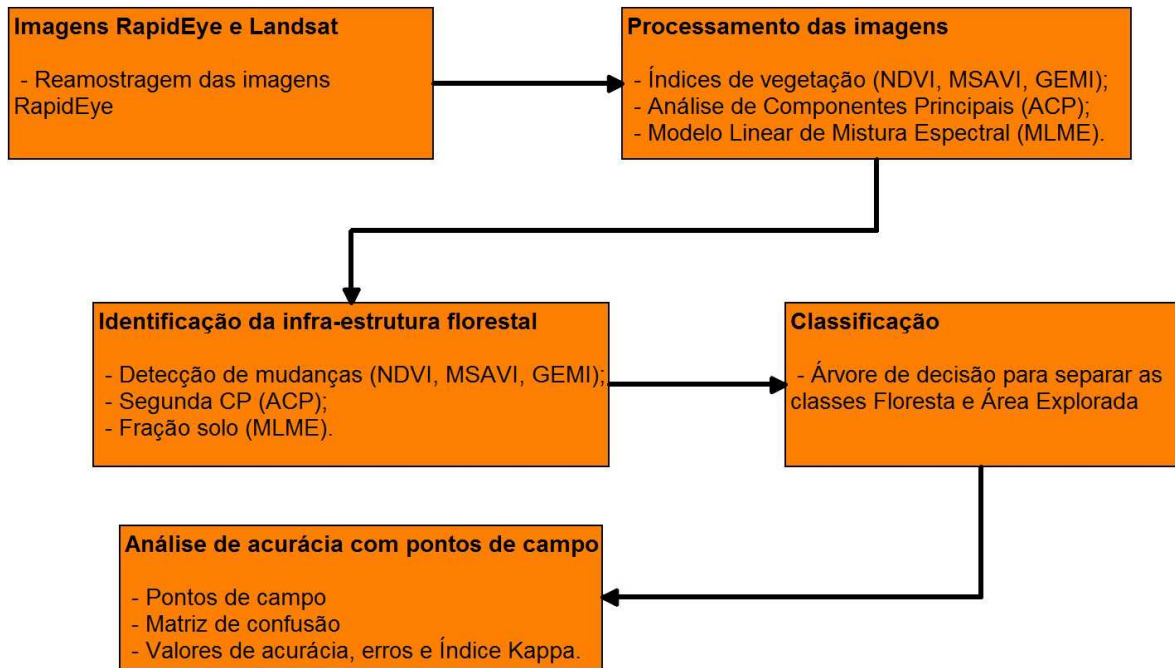 Imagens RapidEye e Landsat
- Reamostragem das imagens
RapidEye
Processamento das imagens
- Índices de vegetação (NDVI, MSAVI, GEMI);
- Análise de Componentes Principais (ACP);
- Modelo Linear de Mistura Espectral (MLME).
Identificação da infra-estrutura florestal
- Detecção de mudanças (NDVI, MSAVI, GEMI);
- Segunda CP (ACP);
- Fração solo (MLME).
Classificação
- Árvore de decisão para separar as
classes Floresta e Área Explorada
Análise de acurácia com pontos de campo
- Pontos de campo
- Matriz de confusão
- Valores de acurácia, erros e Índice Kappa.